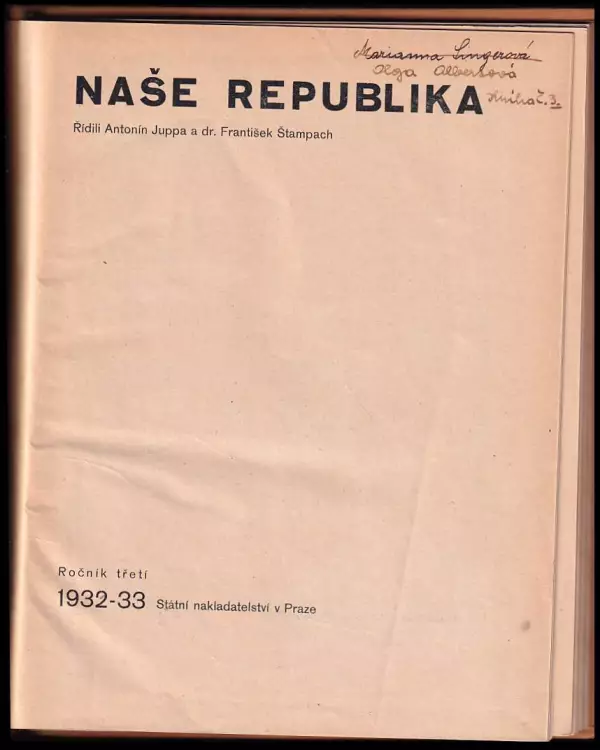 Marianna Singerová
Olga Albertsová
Kniha č. 3.
NAŠE REPUBLIKA
Řídili Antonín Juppa a dr. František Štampach
Ročník třetí
1932-33 Státní nakladatelství v Praze